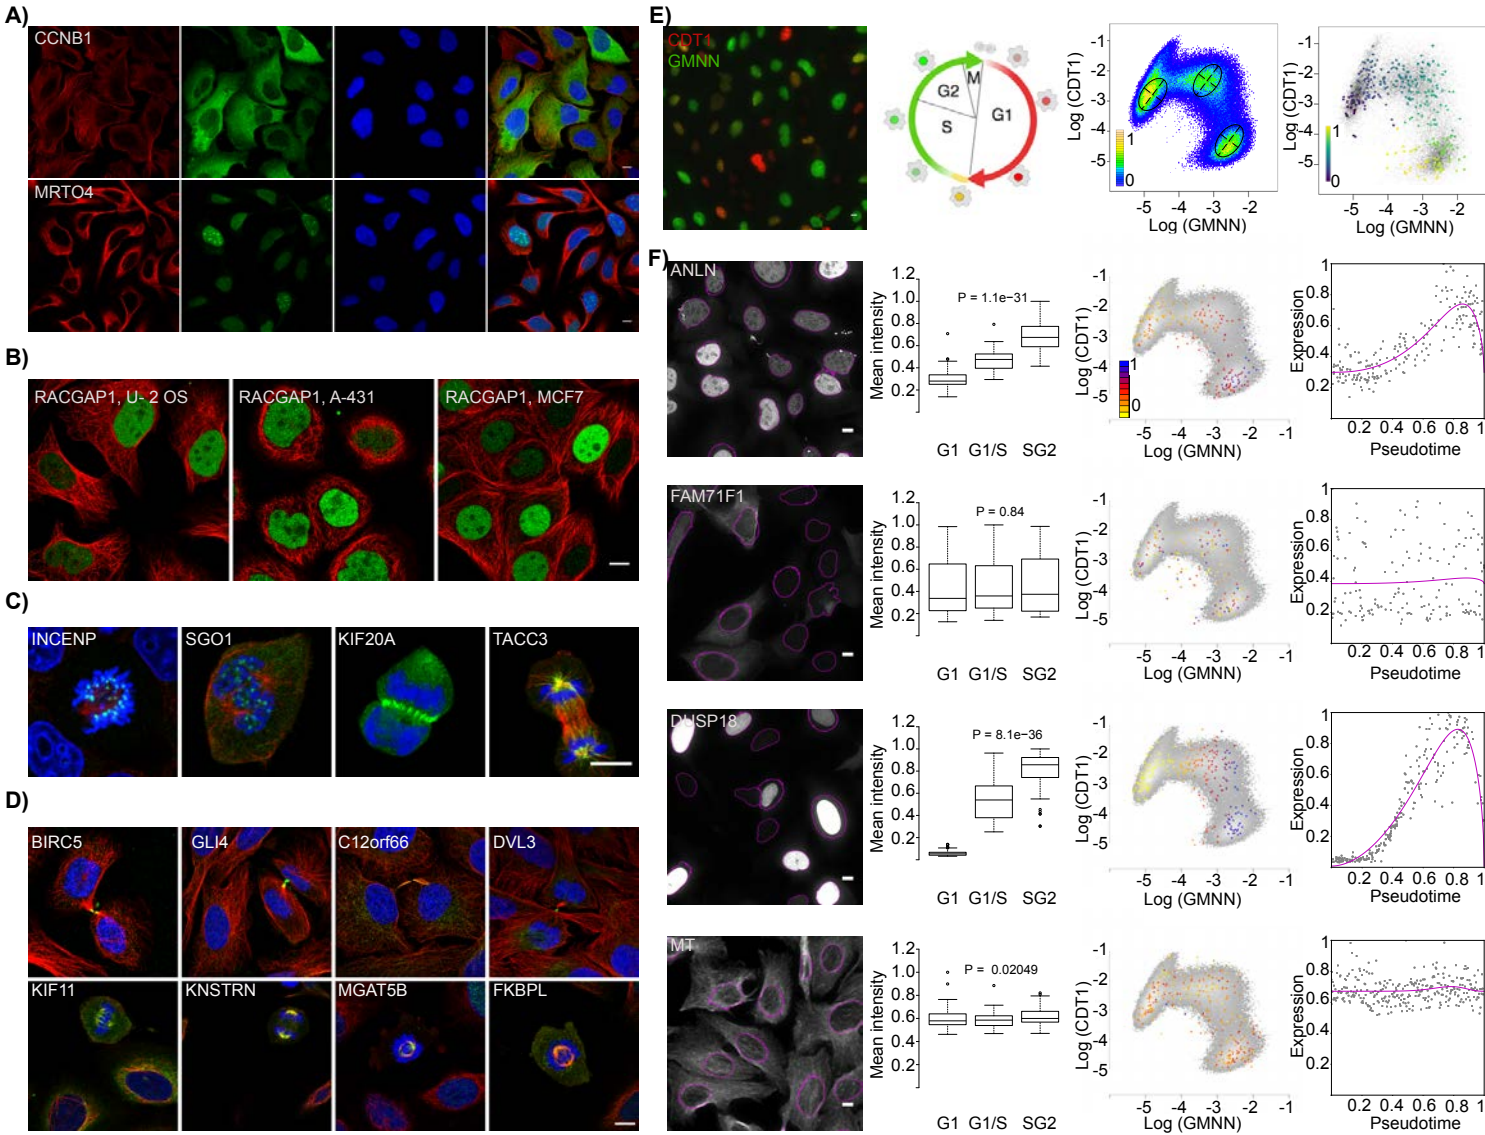 A)
CCNB1
MRTO4
B)
RACGAP1, U- 2 OS
RACGAP1, A-431
RACGAP1, MCF7
C)
INCENP
SGO1
KIF20A
TACC3
D)
BIRC5
GLI4
C12orf66
DVL3
KIF11
KNSTRN
MGAT5B
FKBPL
E)
CDT1
GMNN
M
G2
G1
S
Log (CDT1)
-1
-2
-3
-4
-5
1
0
-5 -4 -3 -2 -1
Log (GMNN)
Log (CDT1)
-1
-2
-3
-4
-5
1
0
-5 -4 -3 -2 -1
Log (GMNN)
F)
ANLN
Mean intensity
1.2
1.0
0.8
0.6
0.4
0.2
P = 1.1e−31
G1 G1/S SG2
Log (CDT1)
-1
-2
-3
-4
-5
1
0
-5 -4 -3 -2 -1
Log (GMNN)
Expression
1
0.8
0.6
0.4
0.2
0.2 0.4 0.6 0.8 1
Pseudotime
FAM71F1
Mean intensity
1.2
1.0
0.8
0.6
0.4
0.2
P = 0.84
G1 G1/S SG2
Log (CDT1)
-1
-2
-3
-4
-5
-5 -4 -3 -2 -1
Log (GMNN)
Expression
1
0.8
0.6
0.4
0.2
0.2 0.4 0.6 0.8 1
Pseudotime
DUSP18
Mean intensity
1.2
1.0
0.8
0.6
0.4
0.2
P = 8.1e−36
G1 G1/S SG2
Log (CDT1)
-1
-2
-3
-4
-5
-5 -4 -3 -2 -1
Log (GMNN)
Expression
1
0.8
0.6
0.4
0.2
0.2 0.4 0.6 0.8 1
Pseudotime
MT
Mean intensity
1.2
1.0
0.8
0.6
0.4
0.2
P = 0.02049
G1 G1/S SG2
Log (CDT1)
-1
-2
-3
-4
-5
-5 -4 -3 -2 -1
Log (GMNN)
Expression
1
0.8
0.6
0.4
0.2
0.2 0.4 0.6 0.8 1
Pseudotime